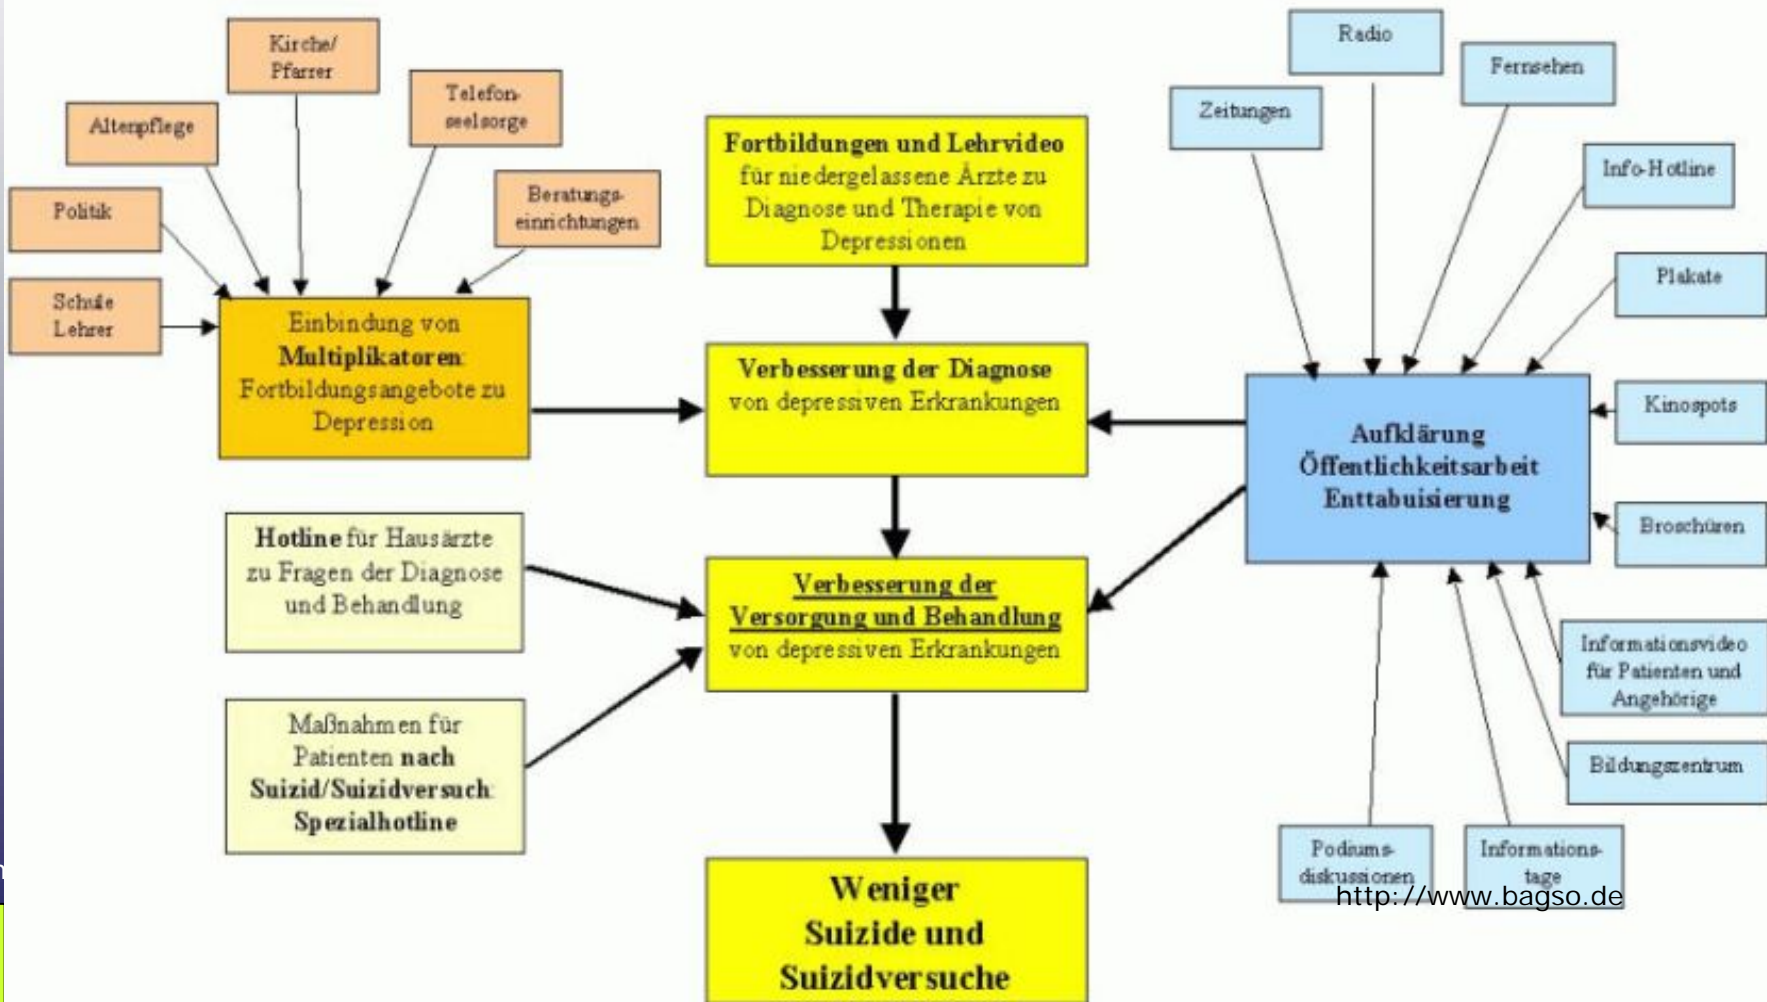 Kirche/
Pfarrer
Telefon-
seelsorge
Altenpflege
Beratungs-
einrichtungen
Politik
Schule
Lehrer
Einbindung von
Multiplikatoren:
Fortbildungsangebote zu
Depression
Fortbildungen und Lehrvideo
für niedergelassene Ärzte zu
Diagnose und Therapie von
Depressionen
Verbesserung der Diagnose
von depressiven Erkrankungen
Hotline für Hausärzte
zu Fragen der Diagnose
und Behandlung
Verbesserung der
Versorgung und Behandlung
von depressiven Erkrankungen
Maßnahmen für
Patienten nach
Suizid/Suizidversuch:
Spezialhotline
Weniger
Suizide und
Suizidversuche
Radio
Fernsehen
Zeitungen
Info-Hotline
Plakate
Kinospots
Aufklärung
Öffentlichkeitsarbeit
Enttabuisierung
Broschüren
Informationsvideo
für Patienten und
Angehörige
Bildungszentrum
Podiums-
diskussionen
Informations-
tage
http://www.bagso.de